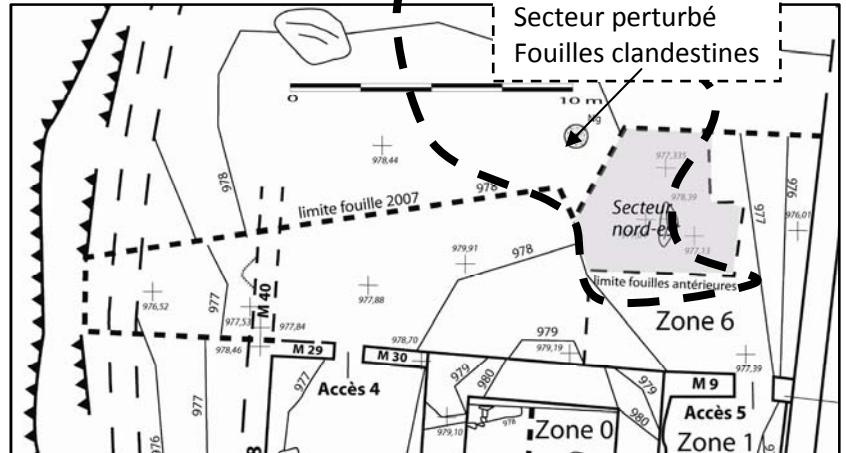 Secteur perturbé
Fouilles clandestines
0
10 m
Ng
978,44
977,335
978
978
limite fouille 2007
978,39
Secteur
nord-es
977,13
977
976
976,01
979,91
978
976,52
977
977,88
limite fouilles antérieures
Zone 6
M 40
977,53
977,84
978,46
M 29
978,70
M 30
979
979,19
977,39
977
Accès 4
979
980
979
M 9
977
980
Accès 5
979,10
978
Zone 0
Zone 1
976